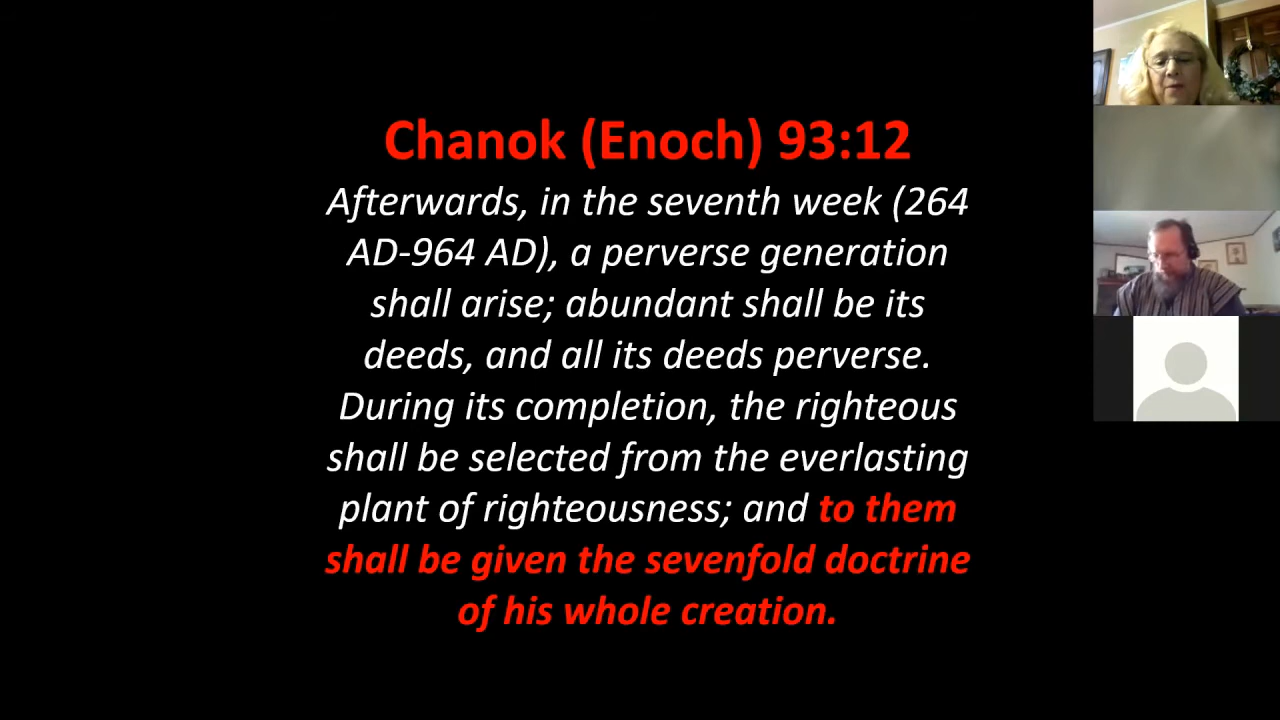 Chanok (Enoch) 93:12
Afterwards, in the seventh week (264
AD-964 AD), a perverse generation
shall arise; abundant shall be its
deeds, and all its deeds perverse.
During its completion, the righteous
shall be selected from the everlasting
plant of righteousness; and to them
shall be given the sevenfold doctrine
of his whole creation.